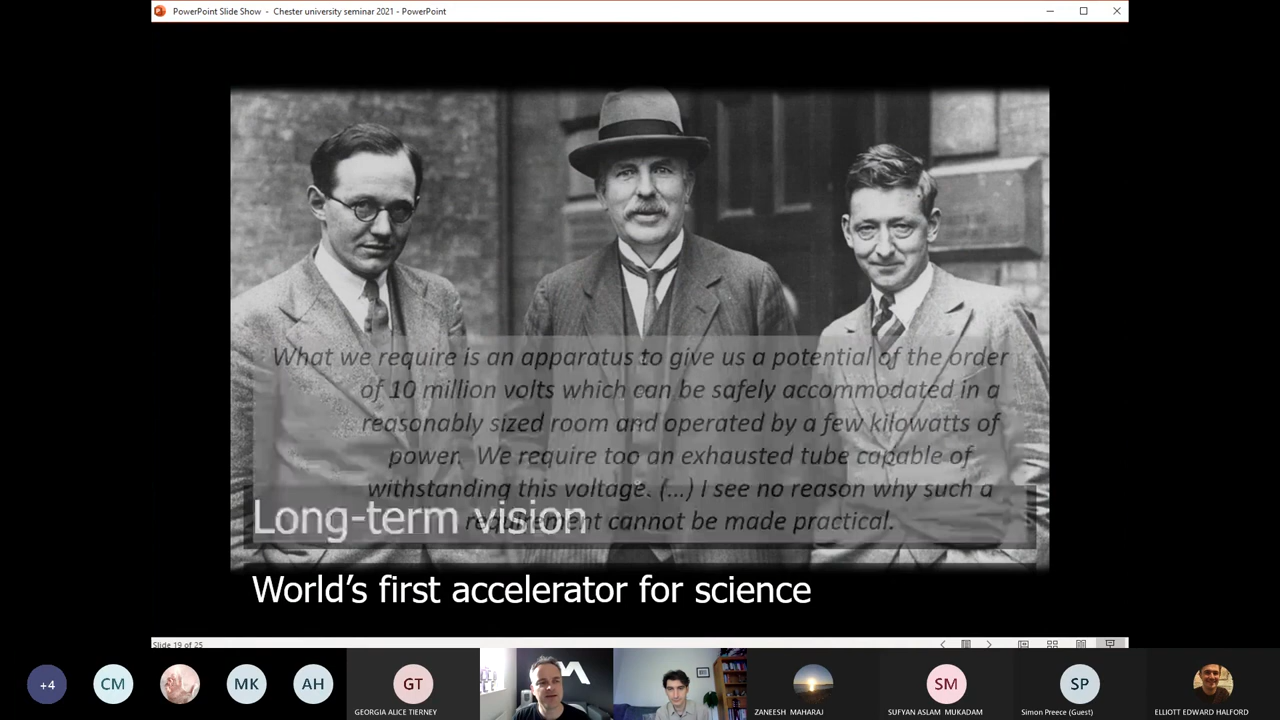 PowerPoint Slide Show - Chester university seminar 2021 - PowerPoint
What we require is an apparatus to give us a potential of the order
of 10 million volts which can be safely accommodated in a
reasonably sized room and operated by a few kilowatts of
power. We require too an exhausted tube capable of
withstanding this voltage. (...) I see no reason why such a
requirement cannot be made practical.
Long-term vision
World's first accelerator for science
Slide 19 of 25
+4
CM
MK
AH
GT
GEORGIA ALICE TIERNEY
ZANEESH MAHARAJ
SM
SUFYAN ASLAM MUKADAM
SP
Simon Preece (Guest)
ELLIOTT EDWARD HALFORD